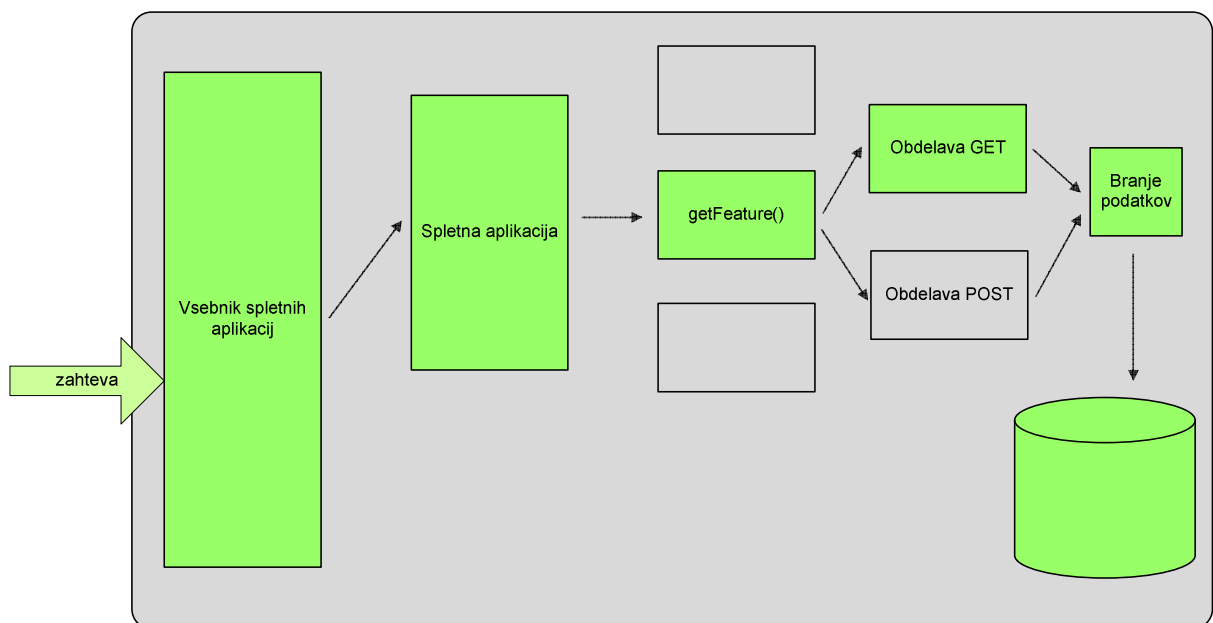 zahteva
Vsebnik spletnih
aplikacij
Spletna aplikacija
getFeature()
Obdelava GET
Obdelava POST
Branje
podatkov